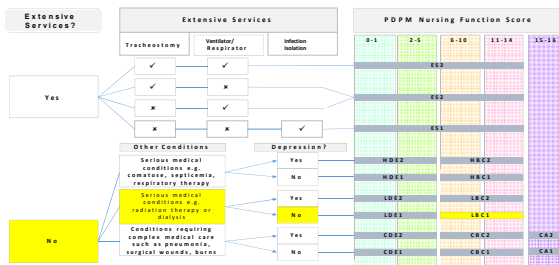 Extensive
Services?
Extensive Services
PDPM Nursing Function Score
Tracheostomy
Ventilator/
Respirator
Infection
Isolation
0-1
2-5
6-10
11-14
15-16
Yes
✓ ✓
ES3
✓ ✗
ES2
✗ ✓
✗ ✗ ✓
ES1
Other Conditions
Depression?
Serious medical
conditions e.g.
comatose, septicemia,
respiratory therapy
Yes
HDE2
HBC2
No
HDE1
HBC1
No
Serious medical
conditions e.g.
radiation therapy or
dialysis
Yes
LDE2
LBC2
No
LDE1
LBC1
Conditions requiring
complex medical care
such as pneumonia,
surgical wounds, burns
Yes
CDE2
CBC2
CA2
No
CDE1
CBC1
CA1